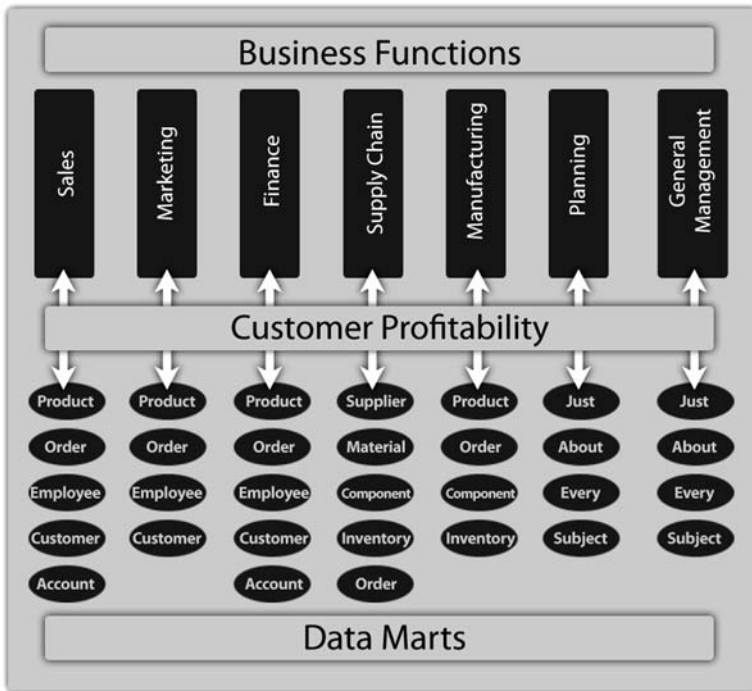 Business Functions
Sales
Marketing
Finance
Supply Chain
Manufacturing
Planning
General
Management
Customer Profitability
Product
Order
Employee
Customer
Account
Product
Order
Employee
Customer
Product
Order
Employee
Customer
Account
Supplier
Material
Component
Inventory
Order
Product
Order
Component
Inventory
Just
About
Every
Subject
Just
About
Every
Subject
Data Marts